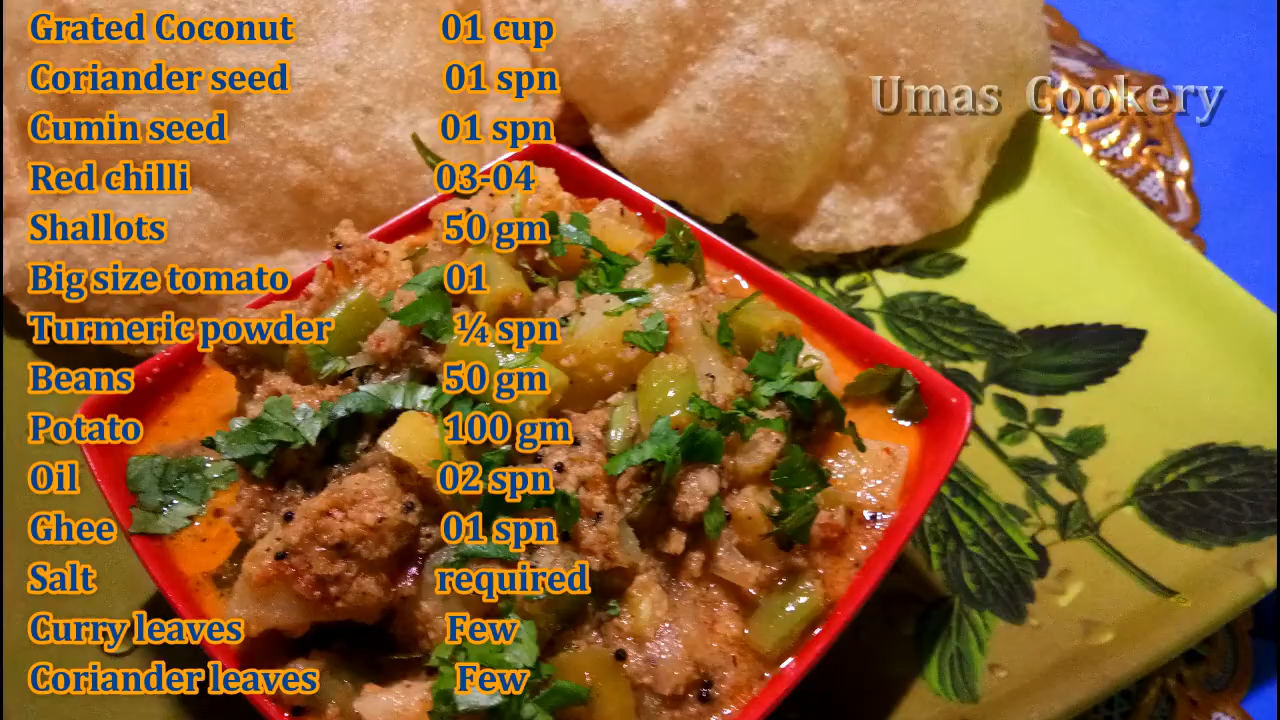 Grated Coconut 01 cup
Umas Cookery
Coriander seed 01 spn
Cumin seed 01 spn
Red chilli 03-04
Shallots 50 gm
Big size tomato 01
Turmeric powder ¼ spn
Beans 50 gm
Potato 100 gm
Oil 02 spn
Ghee 01 spn
Salt required
Curry leaves Few
Coriander leaves Few